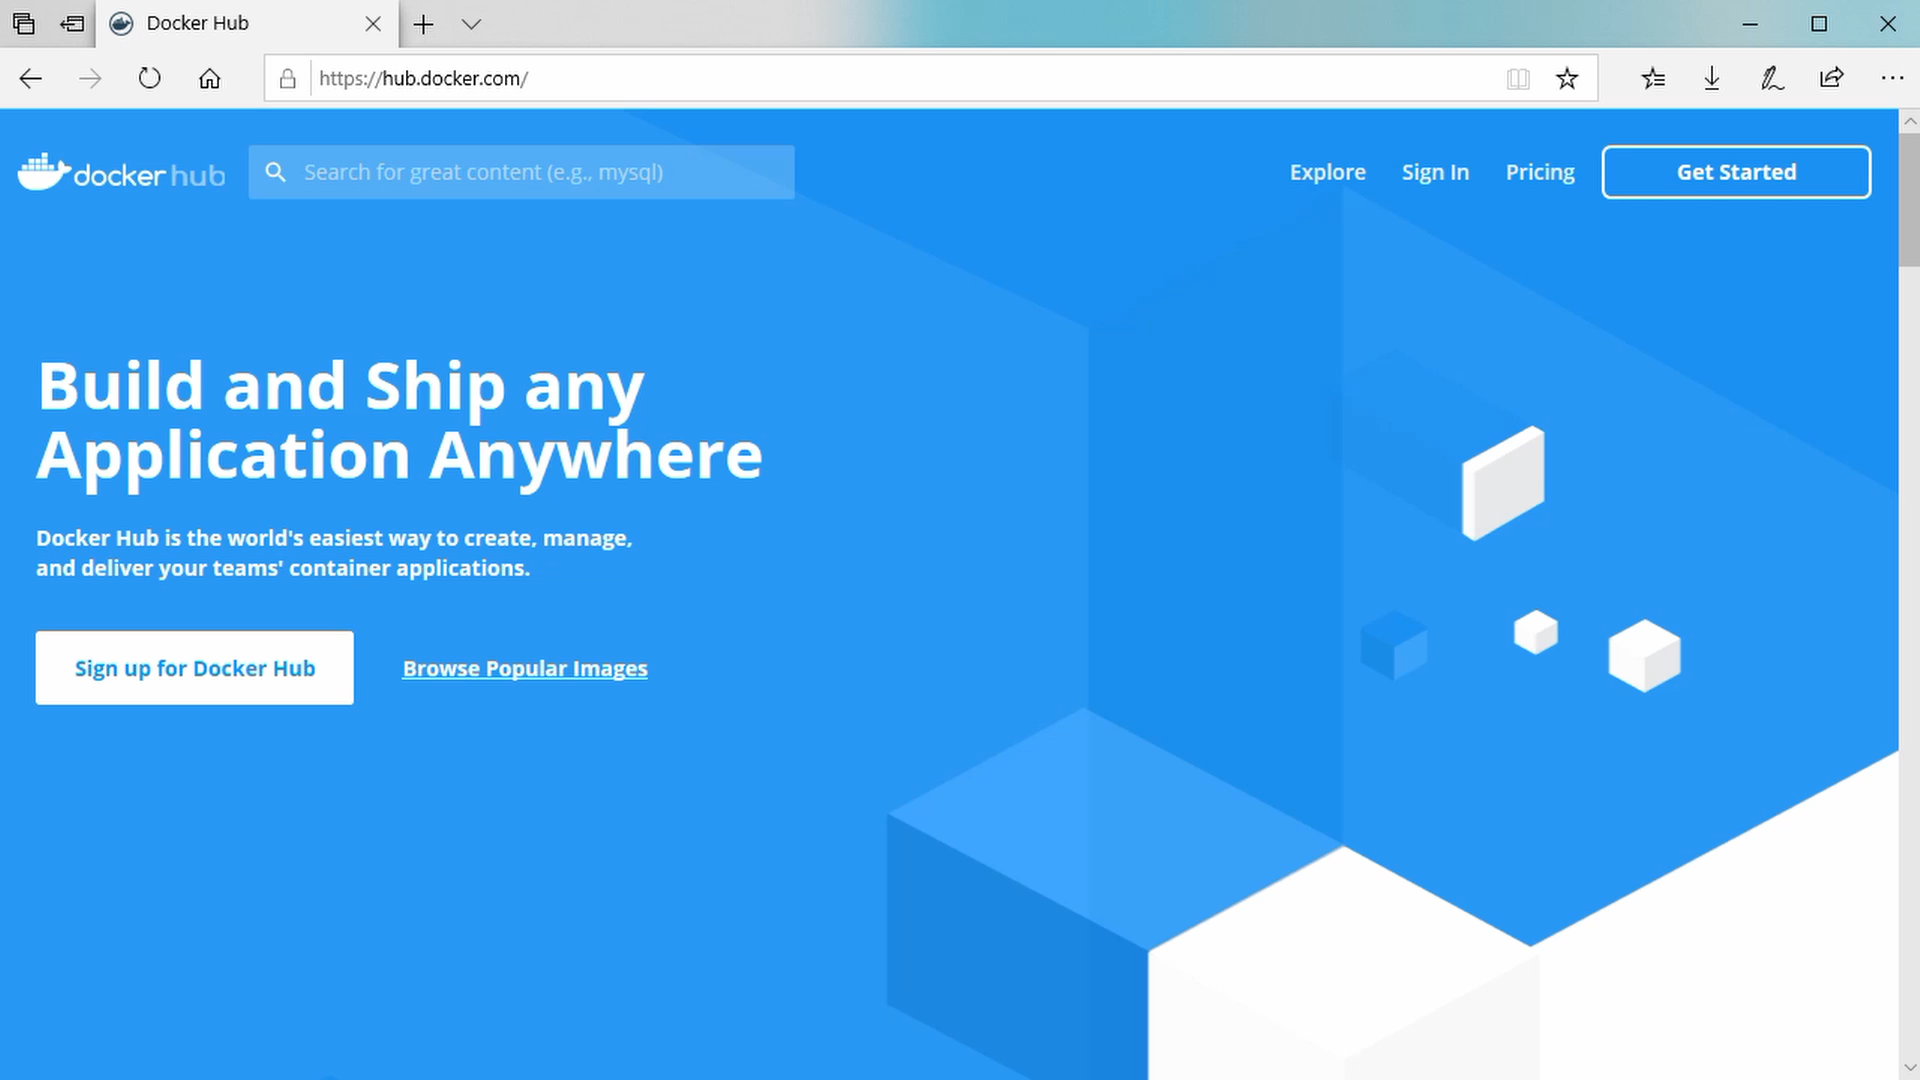 Docker Hub
https://hub.docker.com/
docker hub
Search for great content (e.g., mysql)
Explore
Sign In
Pricing
Get Started
Build and Ship any
Application Anywhere
Docker Hub is the world's easiest way to create, manage,
and deliver your teams' container applications.
Sign up for Docker Hub
Browse Popular Images